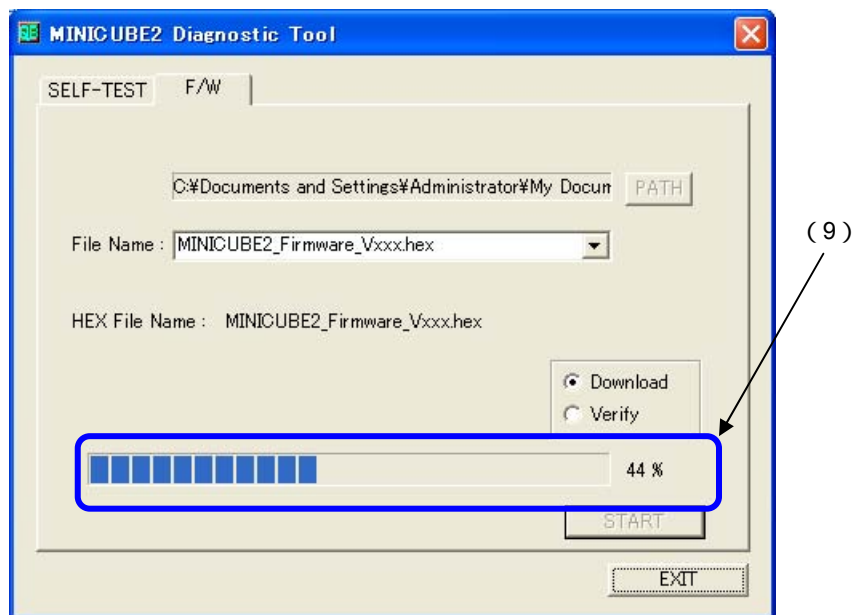 MINICUBE2 Diagnostic Tool
SELF-TEST F/W
C:¥Documents and Settings¥Administrator¥My Docum PATH
File Name : MINICUBE2_Firmware_Vxxx.hex
(9)
HEX File Name : MINICUBE2_Firmware_Vxxx.hex
Download
Verify
44 %
START
EXIT